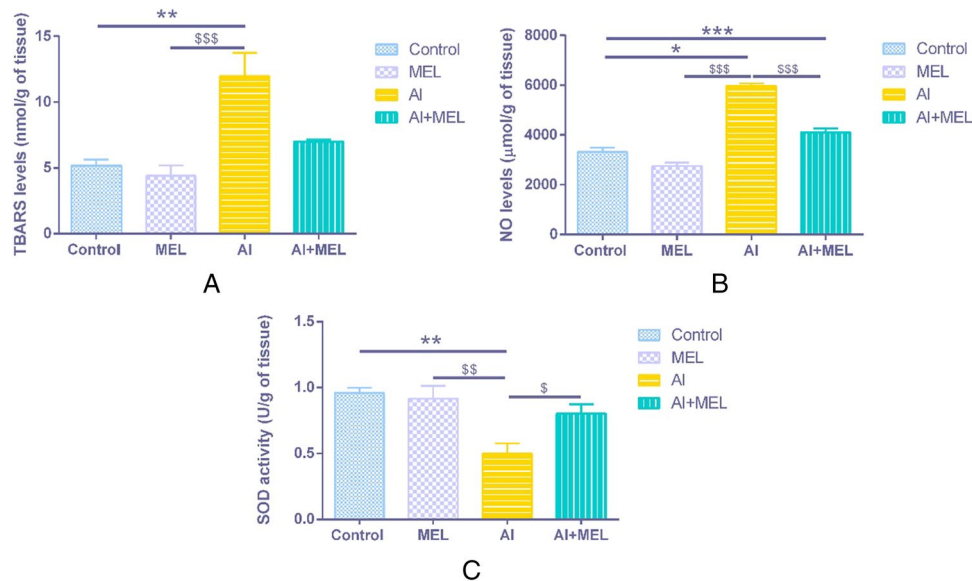 A
TBARS levels (nmol/g of tissue)
15
10
5
0
**
$$$
Control
MEL
Al
Al+MEL
Control
MEL
Al
Al+MEL
A
B
NO levels (µmol/g of tissue)
8000
6000
4000
2000
0
***
*
$$$
$$$
Control
MEL
Al
Al+MEL
Control
MEL
Al
Al+MEL
B
SOD activity (U/g of tissue)
1.5
1.0
0.5
0.0
**
$$
$
Control
MEL
Al
Al+MEL
Control
MEL
Al
Al+MEL
C